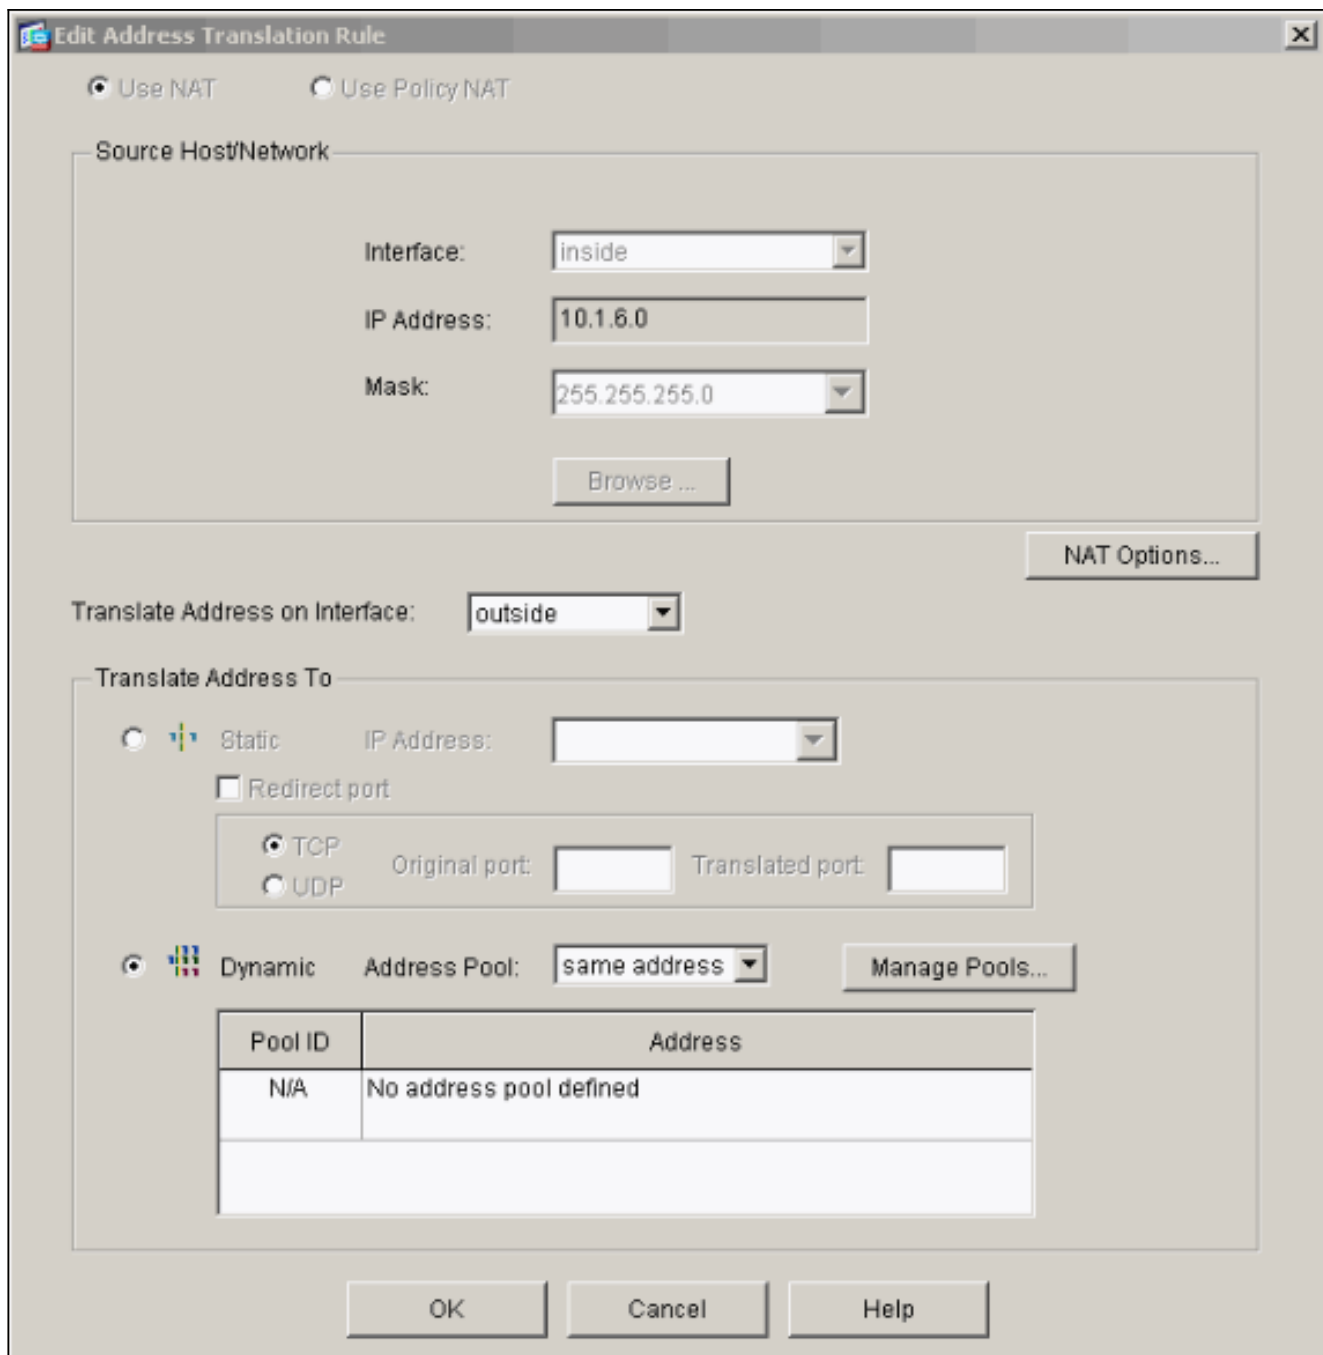 Edit Address Translation Rule
Use NAT Use Policy NAT
Source Host/Network
Interface: inside
IP Address: 10.1.6.0
Mask: 255.255.255.0
Browse ...
NAT Options...
Translate Address on Interface: outside
Translate Address To
Static IP Address:
Redirect port
TCP
Original port: Translated port:
UDP
Dynamic Address Pool: same address Manage Pools...
Pool ID Address
N/A No address pool defined
OK Cancel Help